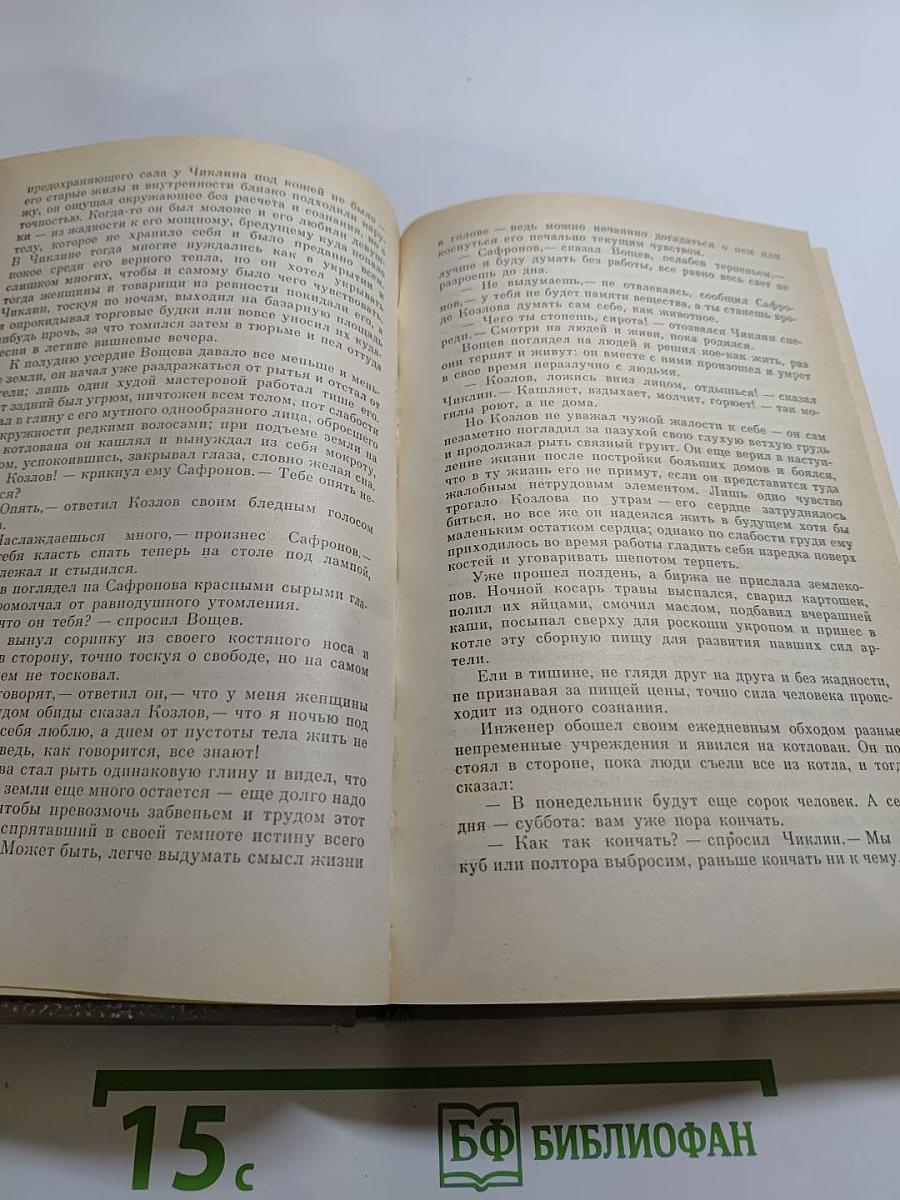 предохраняющего сала у Чиклина под кожей не было —
его старые жилы и внутренности близко подходили нару-
жу, он ощущал окружающее без расчета и сознания, но с
точностью. Когда-то он был моложе и его любили девуш-
ки — из жадности к его мощному, бредущему куда попало
телу, которое не хранило себя и было преданно всем.
В Чиклине тогда многие нуждались как в укрытии и
покое среди его верного тепла, но он хотел укрывать
слишком многих, чтобы и самому было чего чувствовать,
тогда женщины и товарищи из ревности покидали его, а
Чиклин, тоскуя по ночам, выходил на базарную площадь
и опрокидывал торговые будки или вовсе уносил их куда-
нибудь прочь, за что томился затем в тюрьме и пел оттуда
песни в летние вишневые вечера.
К полудню усердие Вощева давало все меньше и мень-
ше земли, он начал уже раздражаться от рытья и отстал от
тели; лишь один худой мастеровой работал тише его.
т задний был угрюм, ничтожен всем телом, пот слабости
ал в глину с его мутного однообразного лица, обросшего
кружности редкими волосами; при подъеме земли на
котлована он кашлял и вынуждал из себя мокроту,
ом, успокоившись, закрывал глаза, словно желая сна.
Козлов! — крикнул ему Сафронов.— Тебе опять не-
ся?
Опять,— ответил Козлов своим бледным голосом
а.
Наслаждаешься много,— произнес Сафронов.—
тебя класть спать теперь на столе под лампой,
лежал и стыдился.
в поглядел на Сафронова красными сырыми гла-
ромолчал от равнодушного утомления.
что он тебя? — спросил Вощев.
вынул соринку из своего костяного носа и
в сторону, точно тоскуя о свободе, но на самом
ем не тосковал.
говорят,— ответил он,— что у меня женщины
удом обиды сказал Козлов,— что я ночью под
себя люблю, а днем от пустоты тела жить не
ведь, как говорится, все знают!
ва стал рыть одинаковую глину и видел, что
земли еще много остается — еще долго надо
чтобы превозмочь забвеньем и трудом этот
спрятавший в своей темноте истину всего
Может быть, легче выдумать смысл жизни
в голове — ведь можно нечаянно догадаться о нем или
коснуться его печально текущим чувством.
— Сафронов,— сказал Вощев, ослабев терпеньем,—
лучше я буду думать без работы, все равно весь свет не
разроешь до дна.
— Не выдумаешь,— не отвлекаясь, сообщил Сафро-
нов,— у тебя не будет памяти вещества, а ты станешь вро-
де Козлова думать сам себе, как животное.
— Чего ты стонешь, сирота! — отозвался Чиклин спе-
реди.— Смотри на людей и живи, пока родился.
Вощев поглядел на людей и решил кое-как жить, раз
они терпят и живут: он вместе с ними произошел и умрет
в свое время неразлучно с людьми.
— Козлов, ложись вниз лицом, отдышься! — сказал
Чиклин.— Кашляет, вздыхает, молчит, горюет! — так мо-
гилы роют, а не дома.
Но Козлов не уважал чужой жалости к себе — он сам
незаметно погладил за пазухой свою глухую ветхую грудь
и продолжал рыть связный грунт. Он еще верил в наступ-
ление жизни после постройки больших домов и боялся,
что в ту жизнь его не примут, если он представится туда
жалобным нетрудовым элементом. Лишь одно чувство
трогало Козлова по утрам — его сердце затруднялось
биться, но все же он надеялся жить в будущем хотя бы
маленьким остатком сердца; однако по слабости груди ему
приходилось во время работы гладить себя изредка поверх
костей и уговаривать шепотом терпеть.
Уже прошел полдень, а биржа не прислала землеко-
пов. Ночной косарь травы выспался, сварил картошек,
полил их яйцами, смочил маслом, подбавил вчерашней
каши, посыпал сверху для роскоши укропом и принес в
котле эту сборную пищу для развития павших сил ар-
тели.
Ели в тишине, не глядя друг на друга и без жадности,
не признавая за пищей цены, точно сила человека проис-
ходит из одного сознания.
Инженер обошел своим ежедневным обходом разные
непременные учреждения и явился на котлован. Он по-
стоял в стороне, пока люди съели все из котла, и тогд
сказал:
— В понедельник будут еще сорок человек. А се
дня — суббота: вам уже пора кончать.
— Как так кончать? — спросил Чиклин.— Мы
куб или полтора выбросим, раньше кончать ни к чему.
15 с
БФ БИБЛИОФАН